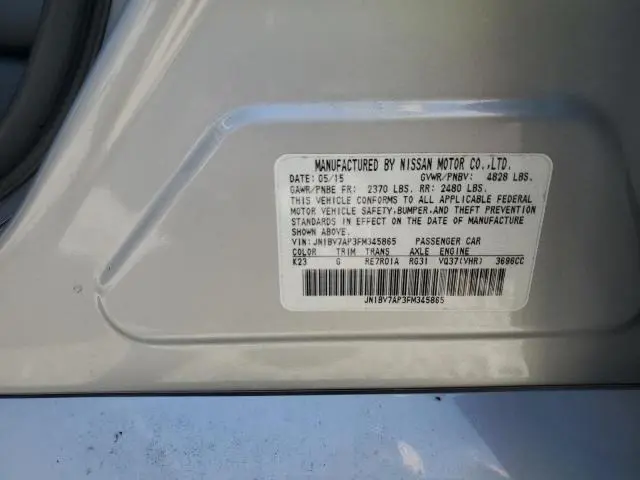 MANUFACTURED BY NISSAN MOTOR CO.,LTD.
DATE: 05/15 GVWR/PNBV: 4828 LBS.
GAWR/PNBE FR: 2370 LBS. RR: 2480 LBS.
THIS VEHICLE CONFORMS TO ALL APPLICABLE FEDERAL
MOTOR VEHICLE SAFETY,BUMPER,AND THEFT PREVENTION
STANDARDS IN EFFECT ON THE DATE OF MANUFACTURE
SHOWN ABOVE.
VIN:JN1BV7AP3FM345865 PASSENGER CAR
COLOR TRIM TRANS AXLE ENGINE
K23 G RE7R01A RG31 VQ37(VHR) 3696CC
JN1BV7AP3FM345865